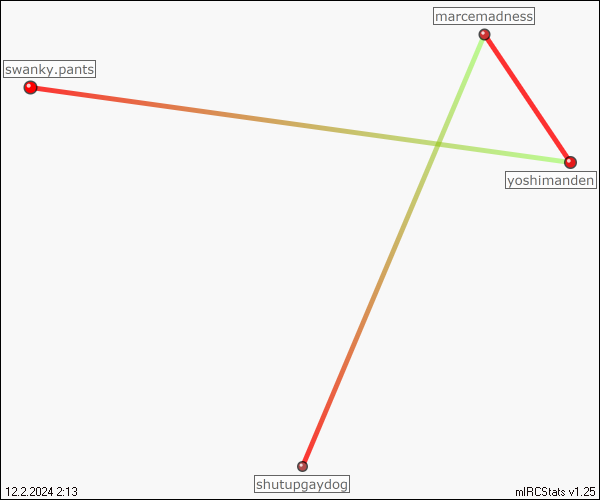 marcemadness
swanky.pants
yoshimanden
shutupgaydog
12.2.2024 2:13
mIRCStats v1.25